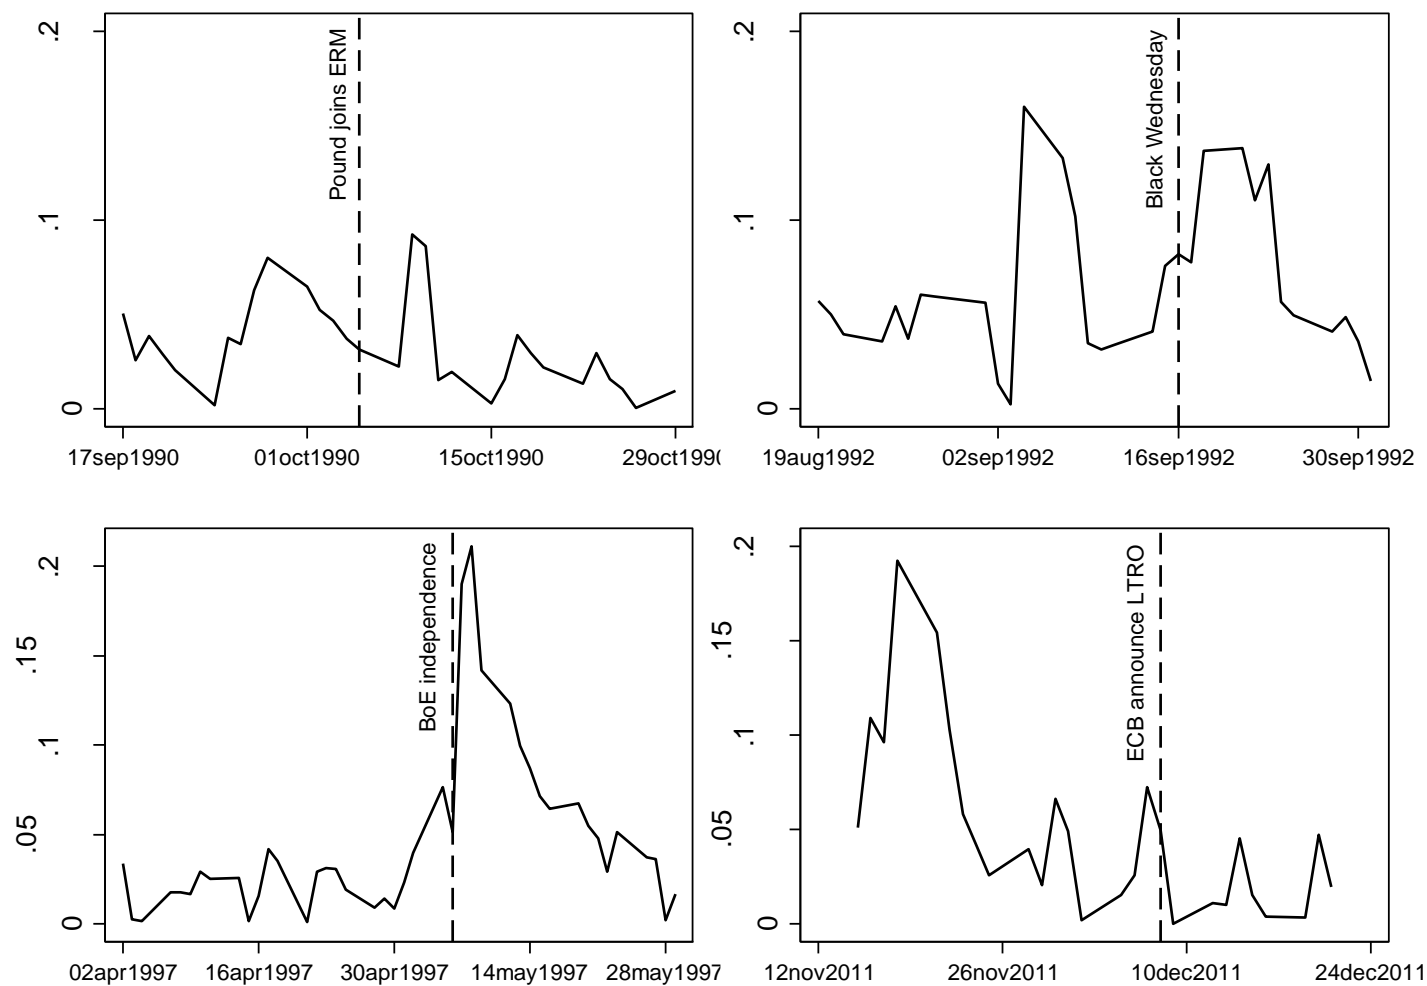 .2
.1
0
Pound joins ERM
17sep1990
01oct1990
15oct1990
29oct1990
.2
.1
0
Black Wednesday
19aug1992
02sep1992
16sep1992
30sep1992
.2
.15
.1
.05
0
BoE independence
02apr1997
16apr1997
30apr1997
14may1997
28may1997
.2
.15
.1
.05
0
ECB announce LTRO
12nov2011
26nov2011
10dec2011
24dec2011